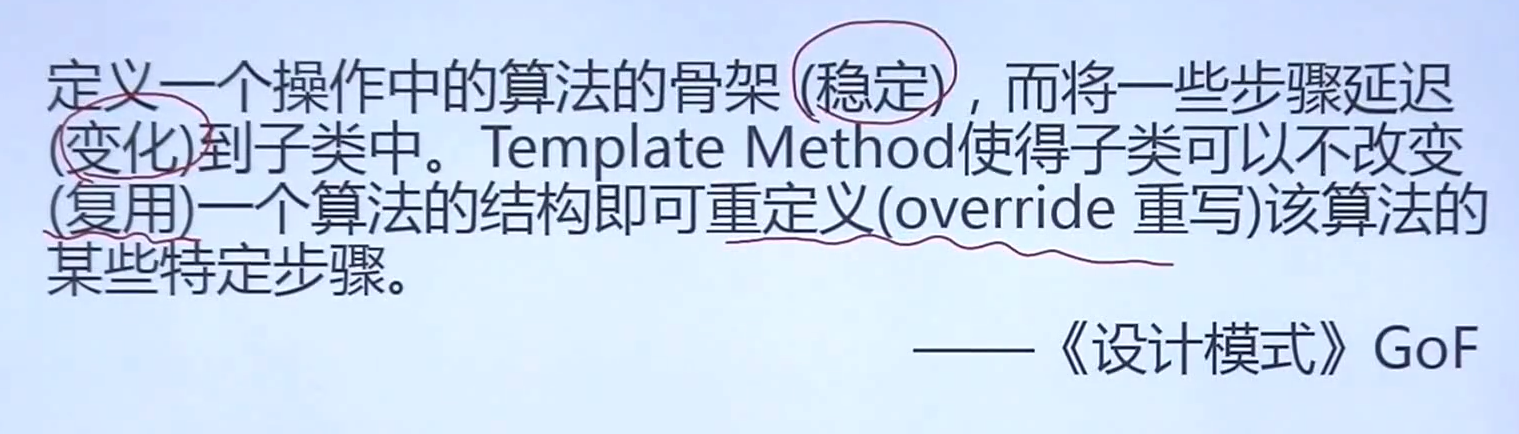 定义一个操作中的算法的骨架 (稳定) ，而将一些步骤延迟
(变化)到子类中。Template Method使得子类可以不改变
(复用)一个算法的结构即可重定义(override 重写)该算法的
某些特定步骤。
——《设计模式》GoF